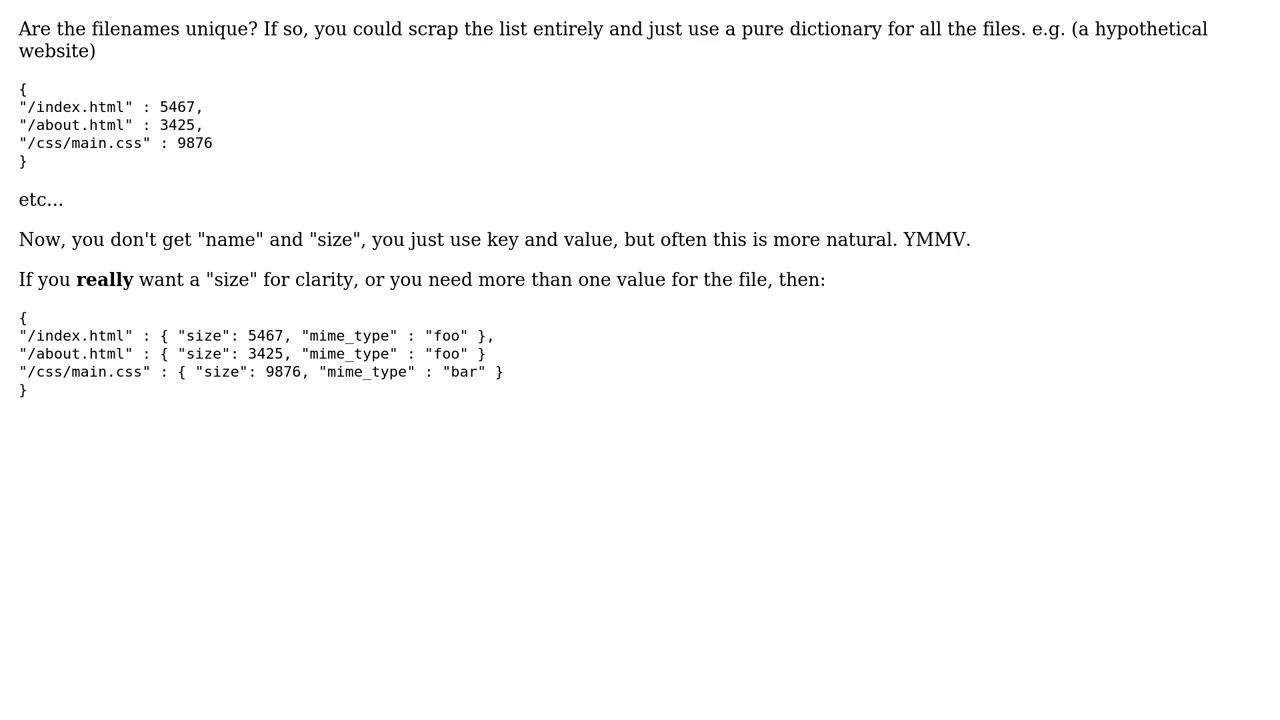 Are the filenames unique? If so, you could scrap the list entirely and just use a pure dictionary for all the files. e.g. (a hypothetical
website)
{
"/index.html" : 5467,
"/about.html" : 3425,
"/css/main.css" : 9876
}
etc...
Now, you don't get "name" and "size", you just use key and value, but often this is more natural. YMMV.
If you really want a "size" for clarity, or you need more than one value for the file, then:
{
"/index.html" : { "size": 5467, "mime_type" : "foo" },
"/about.html" : { "size": 3425, "mime_type" : "foo" }
"/css/main.css" : { "size": 9876, "mime_type" : "bar" }
}